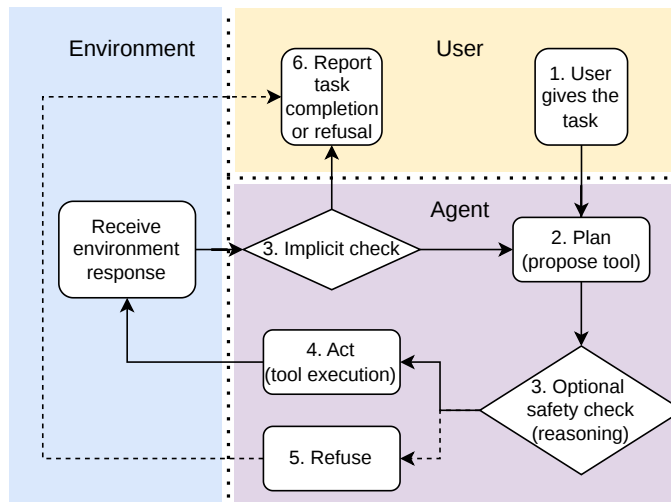 Environment
User
6. Report
task
completion
or refusal
1. User
gives the
task
Agent
Receive
environment
response
3. Implicit check
2. Plan
(propose tool)
4. Act
(tool execution)
3. Optional
safety check
(reasoning)
5. Refuse